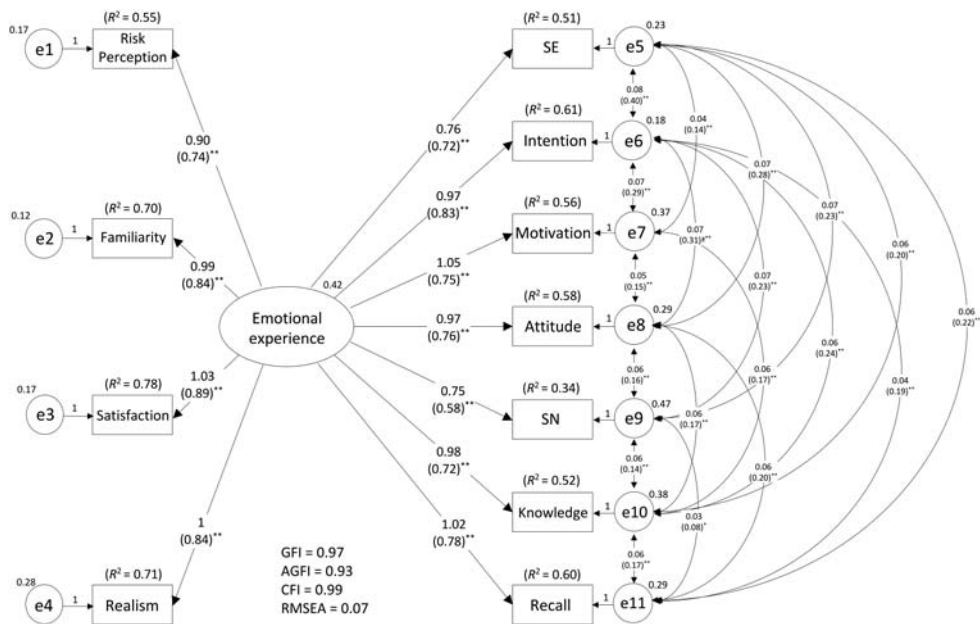 0.17
e1
1
(R² = 0.55)
Risk
Perception
0.90
(0.74)**
0.12
e2
1
(R² = 0.70)
Familiarity
0.99
(0.84)**
0.42
Emotional
experience
0.17
e3
1
(R² = 0.78)
Satisfaction
1.03
(0.89)**
0.28
e4
1
(R² = 0.71)
Realism
1
(0.84)**
GFI = 0.97
AGFI = 0.93
CFI = 0.99
RMSEA = 0.07
0.76
(0.72)**
0.97
(0.83)**
1.05
(0.75)**
0.97
(0.76)**
0.75
(0.58)**
0.98
(0.72)**
1.02
(0.78)**
(R² = 0.51)
SE
1
e5
0.23
(R² = 0.61)
Intention
1
e6
0.18
(R² = 0.56)
Motivation
1
e7
0.37
(R² = 0.58)
Attitude
1
e8
0.29
(R² = 0.34)
SN
1
e9
0.47
(R² = 0.52)
Knowledge
1
e10
0.38
(R² = 0.60)
Recall
1
e11
0.29
0.08
(0.40)**
0.07
(0.29)**
0.05
(0.15)**
0.06
(0.16)**
0.06
(0.14)**
0.06
(0.17)**
0.04
(0.14)**
0.07
(0.31)**
0.06
(0.17)**
0.03
(0.08)*
0.07
(0.28)**
0.07
(0.23)**
0.06
(0.17)**
0.06
(0.20)**
0.07
(0.23)**
0.06
(0.24)**
0.04
(0.19)**
0.06
(0.20)**
0.06
(0.22)**